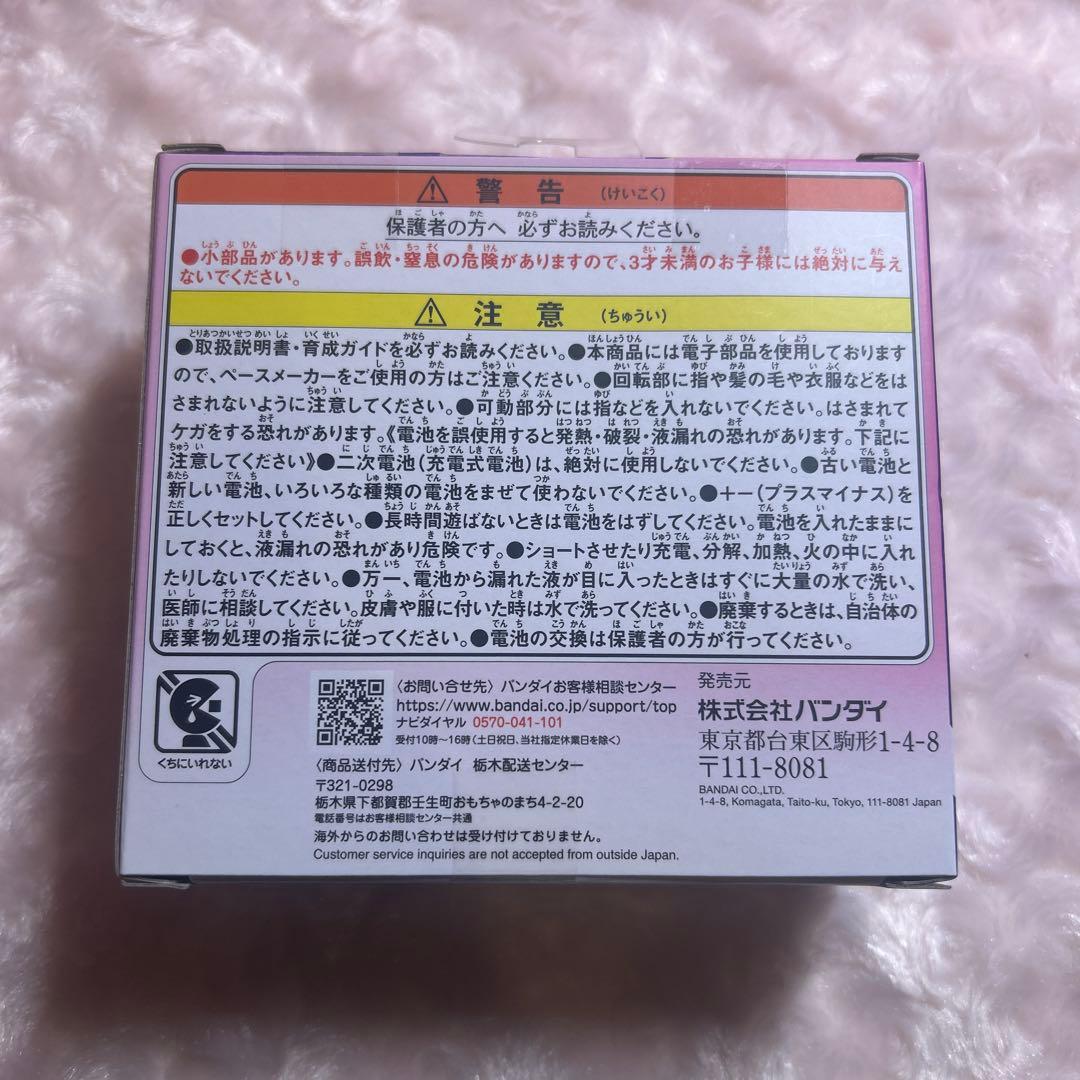 ⚠ 警告 (けいこく)
保護者の方へ 必ずお読みください。
●小部品があります。誤飲・窒息の危険がありますので、3才未満のお子様には絶対に与え
ないでください。
⚠ 注意 (ちゅうい)
●取扱説明書・育成ガイドを必ずお読みください。●本商品には電子部品を使用しております
ので、ペースメーカーをご使用の方はご注意ください。●回転部に指や髪の毛や衣服などをは
さまれないように注意してください。●可動部分には指などを入れないでください。はさまれて
ケガをする恐れがあります。《電池を誤使用すると発熱・破裂・液漏れの恐れがあります。下記に
注意してください》●二次電池(充電式電池)は、絶対に使用しないでください。●古い電池と
新しい電池、いろいろな種類の電池をまぜて使わないでください。●+-(プラスマイナス)を
正しくセットしてください。●長時間遊ばないときは電池をはずしてください。電池を入れたままに
しておくと、液漏れの恐れがあり危険です。●ショートさせたり充電、分解、加熱、火の中に入れ
たりしないでください。●万一、電池から漏れた液が目に入ったときはすぐに大量の水で洗い、
医師に相談してください。皮膚や服に付いた時は水で洗ってください。●廃棄するときは、自治体の
廃棄物処理の指示に従ってください。●電池の交換は保護者の方が行ってください。
くちにいれない
〈お問い合せ先〉バンダイお客様相談センター
https://www.bandai.co.jp/support/top
ナビダイヤル 0570-041-101
受付10時〜16時(土日祝日、当社指定休業日を除く)
〈商品送付先〉バンダイ 栃木配送センター
〒321-0298
栃木県下都賀郡壬生町おもちゃのまち4-2-20
電話番号はお客様相談センター共通
海外からのお問い合わせは受け付けておりません。
Customer service inquiries are not accepted from outside Japan.
発売元
株式会社バンダイ
東京都台東区駒形1-4-8
〒111-8081
BANDAI CO.,LTD.
1-4-8, Komagata, Taito-ku, Tokyo, 111-8081 Japan